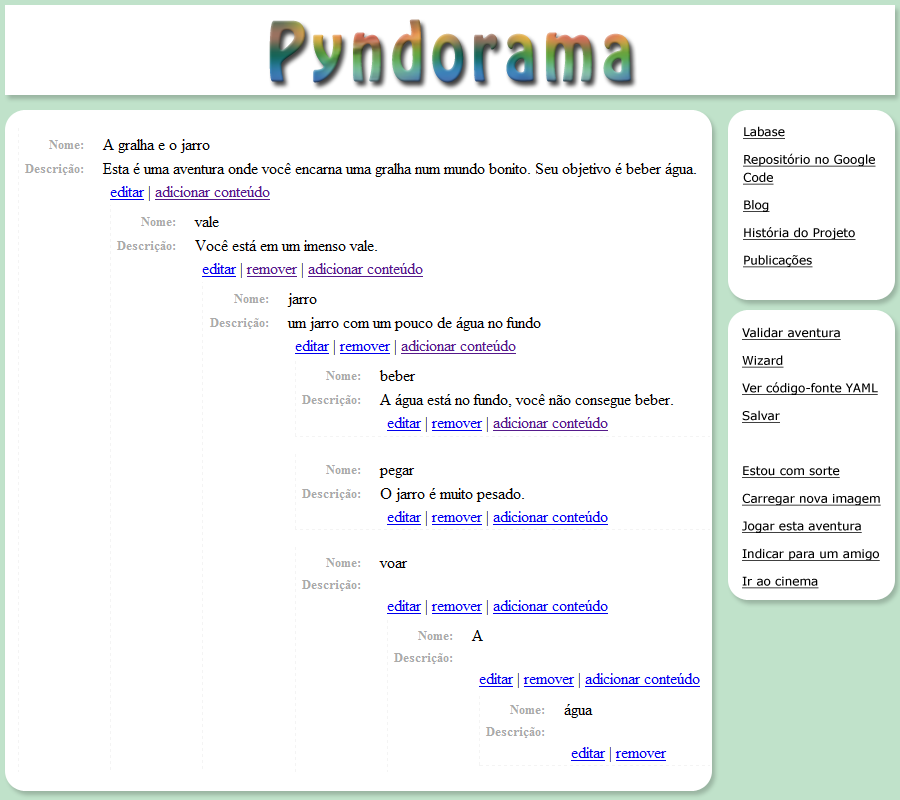 Pyndorama
Nome: A gralha e o jarro
Descrição: Esta é uma aventura onde você encarna uma gralha num mundo bonito. Seu objetivo é beber água.
editar | adicionar conteúdo
Nome: vale
Descrição: Você está em um imenso vale.
editar | remover | adicionar conteúdo
Nome: jarro
Descrição: um jarro com um pouco de água no fundo
editar | remover | adicionar conteúdo
Nome: beber
Descrição: A água está no fundo, você não consegue beber.
editar | remover | adicionar conteúdo
Nome: pegar
Descrição: O jarro é muito pesado.
editar | remover | adicionar conteúdo
Nome: voar
Descrição:
editar | remover | adicionar conteúdo
Nome: A
Descrição:
editar | remover | adicionar conteúdo
Nome: água
Descrição:
editar | remover
Labase
Repositório no Google
Code
Blog
História do Projeto
Publicações
Validar aventura
Wizard
Ver código-fonte YAML
Salvar
Estou com sorte
Carregar nova imagem
Jogar esta aventura
Indicar para um amigo
Ir ao cinema